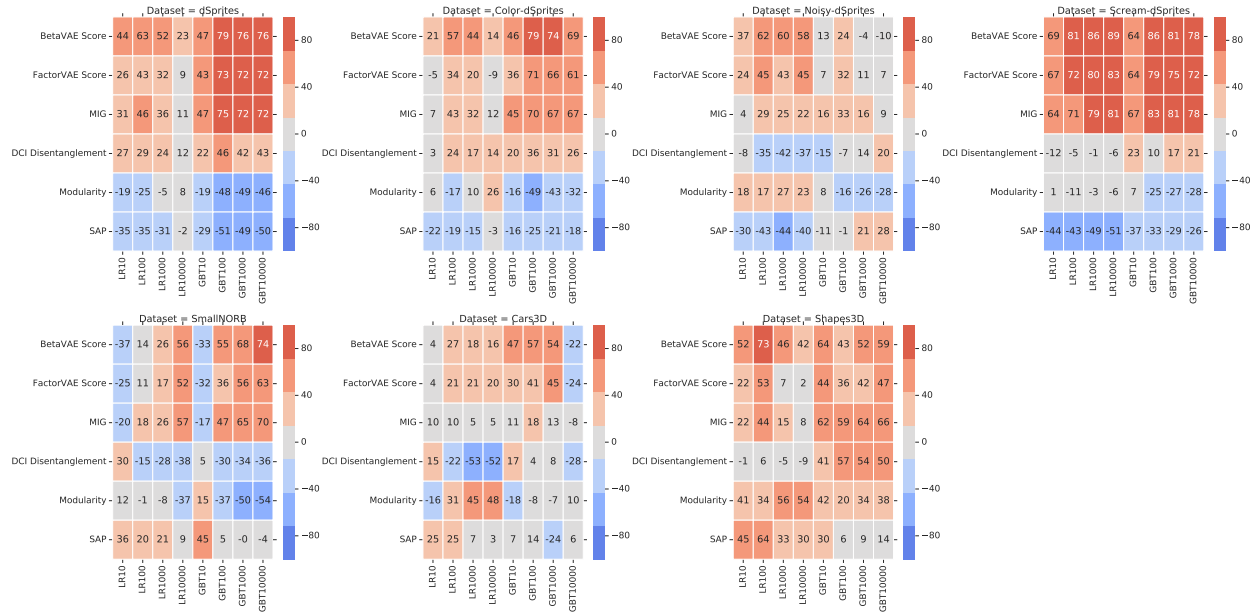 Dataset = dSprites
BetaVAE Score 44 63 52 23 47 79 76 76
FactorVAE Score 26 43 32 9 43 73 72 72
MIG 31 46 36 11 47 75 72 72
DCI Disentanglement 27 29 24 12 22 46 42 43
Modularity -19 -25 -5 8 -19 -48 -49 -46
SAP -35 -35 -31 -2 -29 -51 -49 -50
LR10 LR100 LR1000 LR10000 GBT10 GBT100 GBT1000 GBT10000
80
40
0
−40
−80
Dataset = Color-dSprites
BetaVAE Score 21 57 44 14 46 79 74 69
FactorVAE Score -5 34 20 -9 36 71 66 61
MIG 7 43 32 12 45 70 67 67
DCI Disentanglement 3 24 17 14 20 36 31 26
Modularity 6 -17 10 26 -16 -49 -43 -32
SAP -22 -19 -15 -3 -16 -25 -21 -18
LR10 LR100 LR1000 LR10000 GBT10 GBT100 GBT1000 GBT10000
80
40
0
−40
−80
Dataset = Noisy-dSprites
BetaVAE Score 37 62 60 58 13 24 -4 -10
FactorVAE Score 24 45 43 45 7 32 11 7
MIG 4 29 25 22 16 33 16 9
DCI Disentanglement -8 -35 -42 -37 -15 -7 14 20
Modularity 18 17 27 23 8 -16 -26 -28
SAP -30 -43 -44 -40 -11 -1 21 28
LR10 LR100 LR1000 LR10000 GBT10 GBT100 GBT1000 GBT10000
80
40
0
−40
−80
Dataset = Scream-dSprites
BetaVAE Score 69 81 86 89 64 86 81 78
FactorVAE Score 67 72 80 83 64 79 75 72
MIG 64 71 79 81 67 83 81 78
DCI Disentanglement -12 -5 -1 -6 23 10 17 21
Modularity 1 -11 -3 -6 7 -25 -27 -28
SAP -44 -43 -49 -51 -37 -33 -29 -26
LR10 LR100 LR1000 LR10000 GBT10 GBT100 GBT1000 GBT10000
80
40
0
−40
−80
Dataset = SmallNORB
BetaVAE Score -37 14 26 56 -33 55 68 74
FactorVAE Score -25 11 17 52 -32 36 56 63
MIG -20 18 26 57 -17 47 65 70
DCI Disentanglement 30 -15 -28 -38 5 -30 -34 -36
Modularity 12 -1 -8 -37 15 -37 -50 -54
SAP 36 20 21 9 45 5 -0 -4
LR10 LR100 LR1000 LR10000 GBT10 GBT100 GBT1000 GBT10000
80
40
0
−40
−80
Dataset = Cars3D
BetaVAE Score 4 27 18 16 47 57 54 -22
FactorVAE Score 4 21 21 20 30 41 45 -24
MIG 10 10 5 5 11 18 13 -8
DCI Disentanglement 15 -22 -53 -52 17 4 8 -28
Modularity -16 31 45 48 -18 -8 -7 10
SAP 25 25 7 3 7 14 -24 6
LR10 LR100 LR1000 LR10000 GBT10 GBT100 GBT1000 GBT10000
80
40
0
−40
−80
Dataset = Shapes3D
BetaVAE Score 52 73 46 42 64 43 52 59
FactorVAE Score 22 53 7 2 44 36 42 47
MIG 22 44 15 8 62 59 64 66
DCI Disentanglement -1 6 -5 -9 41 57 54 50
Modularity 41 34 56 54 42 20 34 38
SAP 45 64 33 30 30 6 9 14
LR10 LR100 LR1000 LR10000 GBT10 GBT100 GBT1000 GBT10000
80
40
0
−40
−80